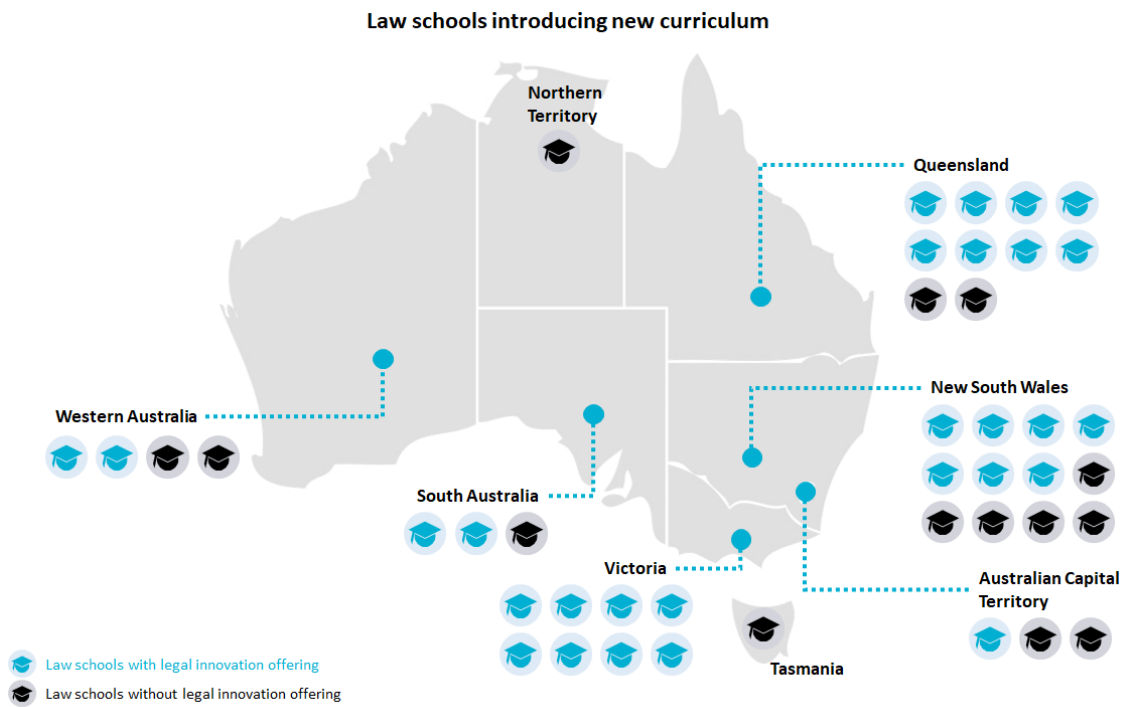 Law schools introducing new curriculum
Northern
Territory
Queensland
New South Wales
Western Australia
South Australia
Victoria
Australian Capital
Territory
Tasmania
Law schools with legal innovation offering
Law schools without legal innovation offering